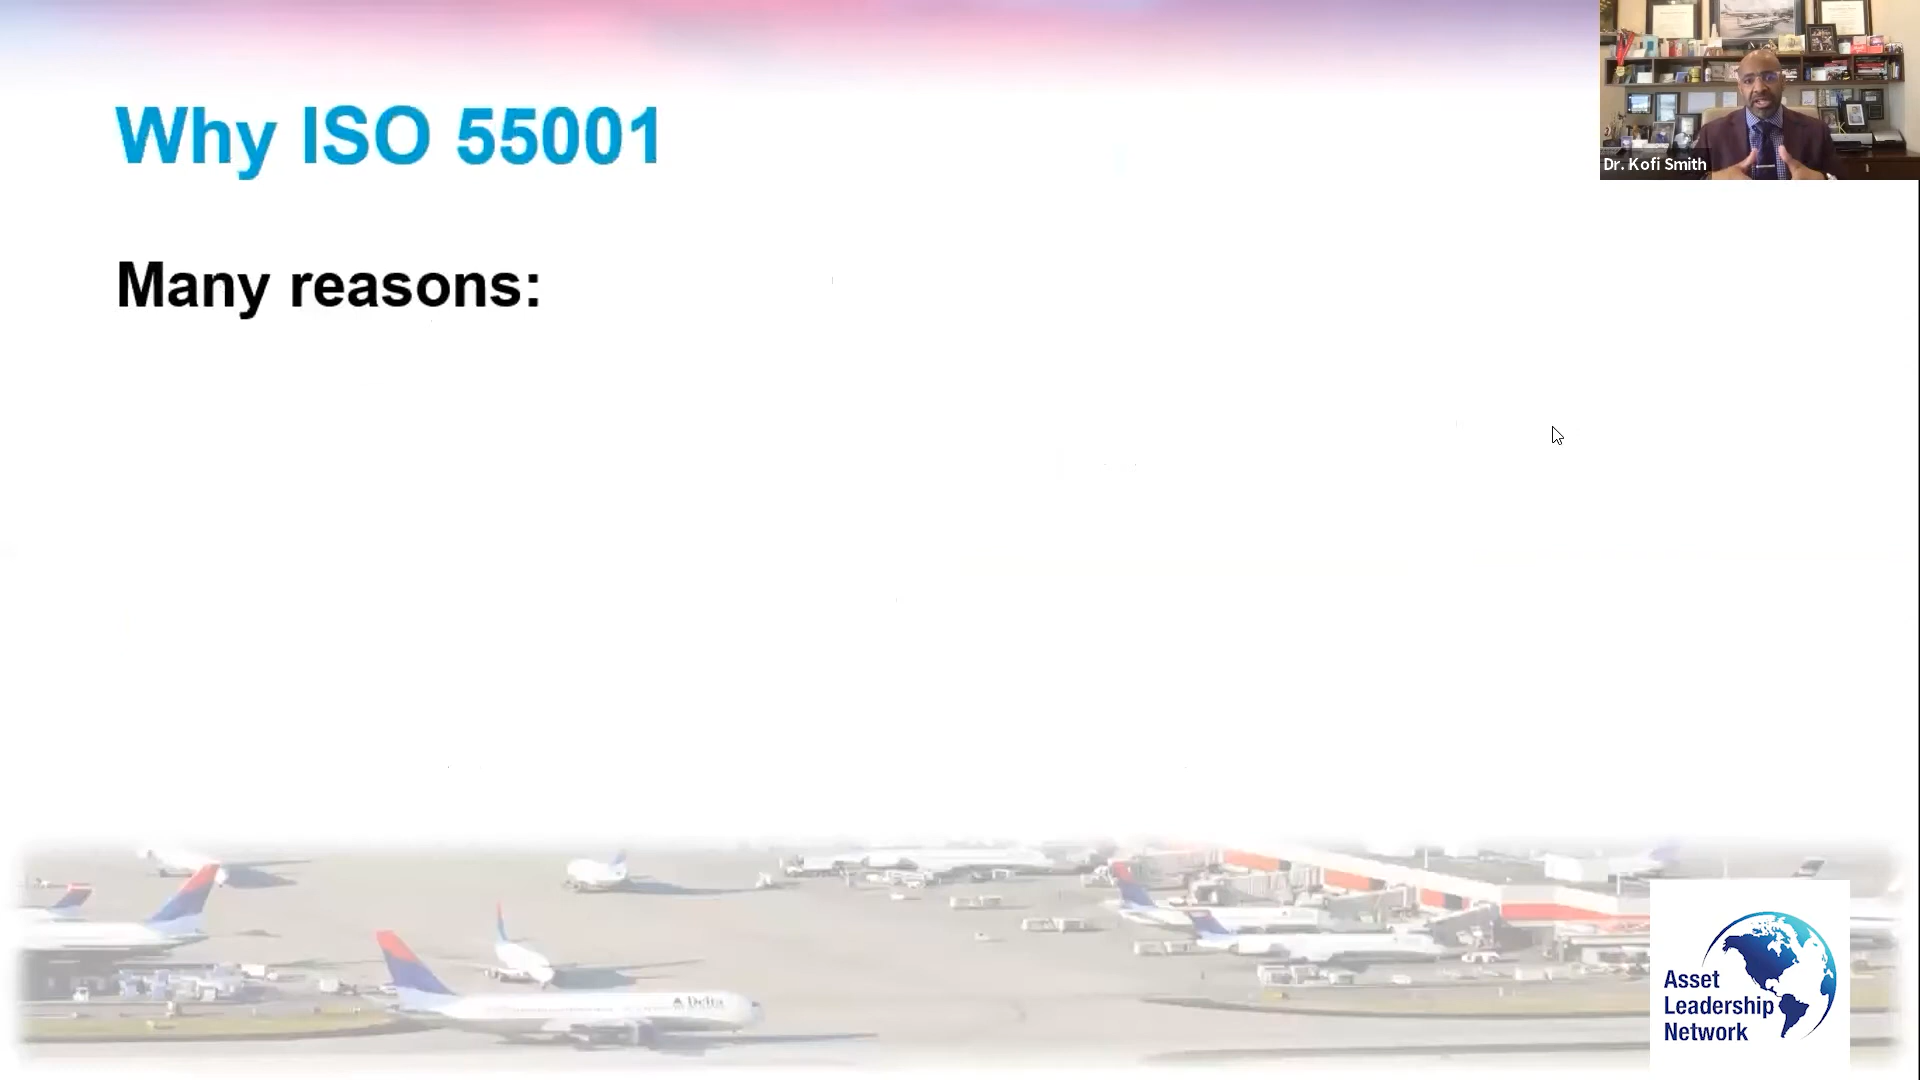 Why ISO 55001
Dr. Kofi Smith
Many reasons:
Delta
Asset
Leadership
Network